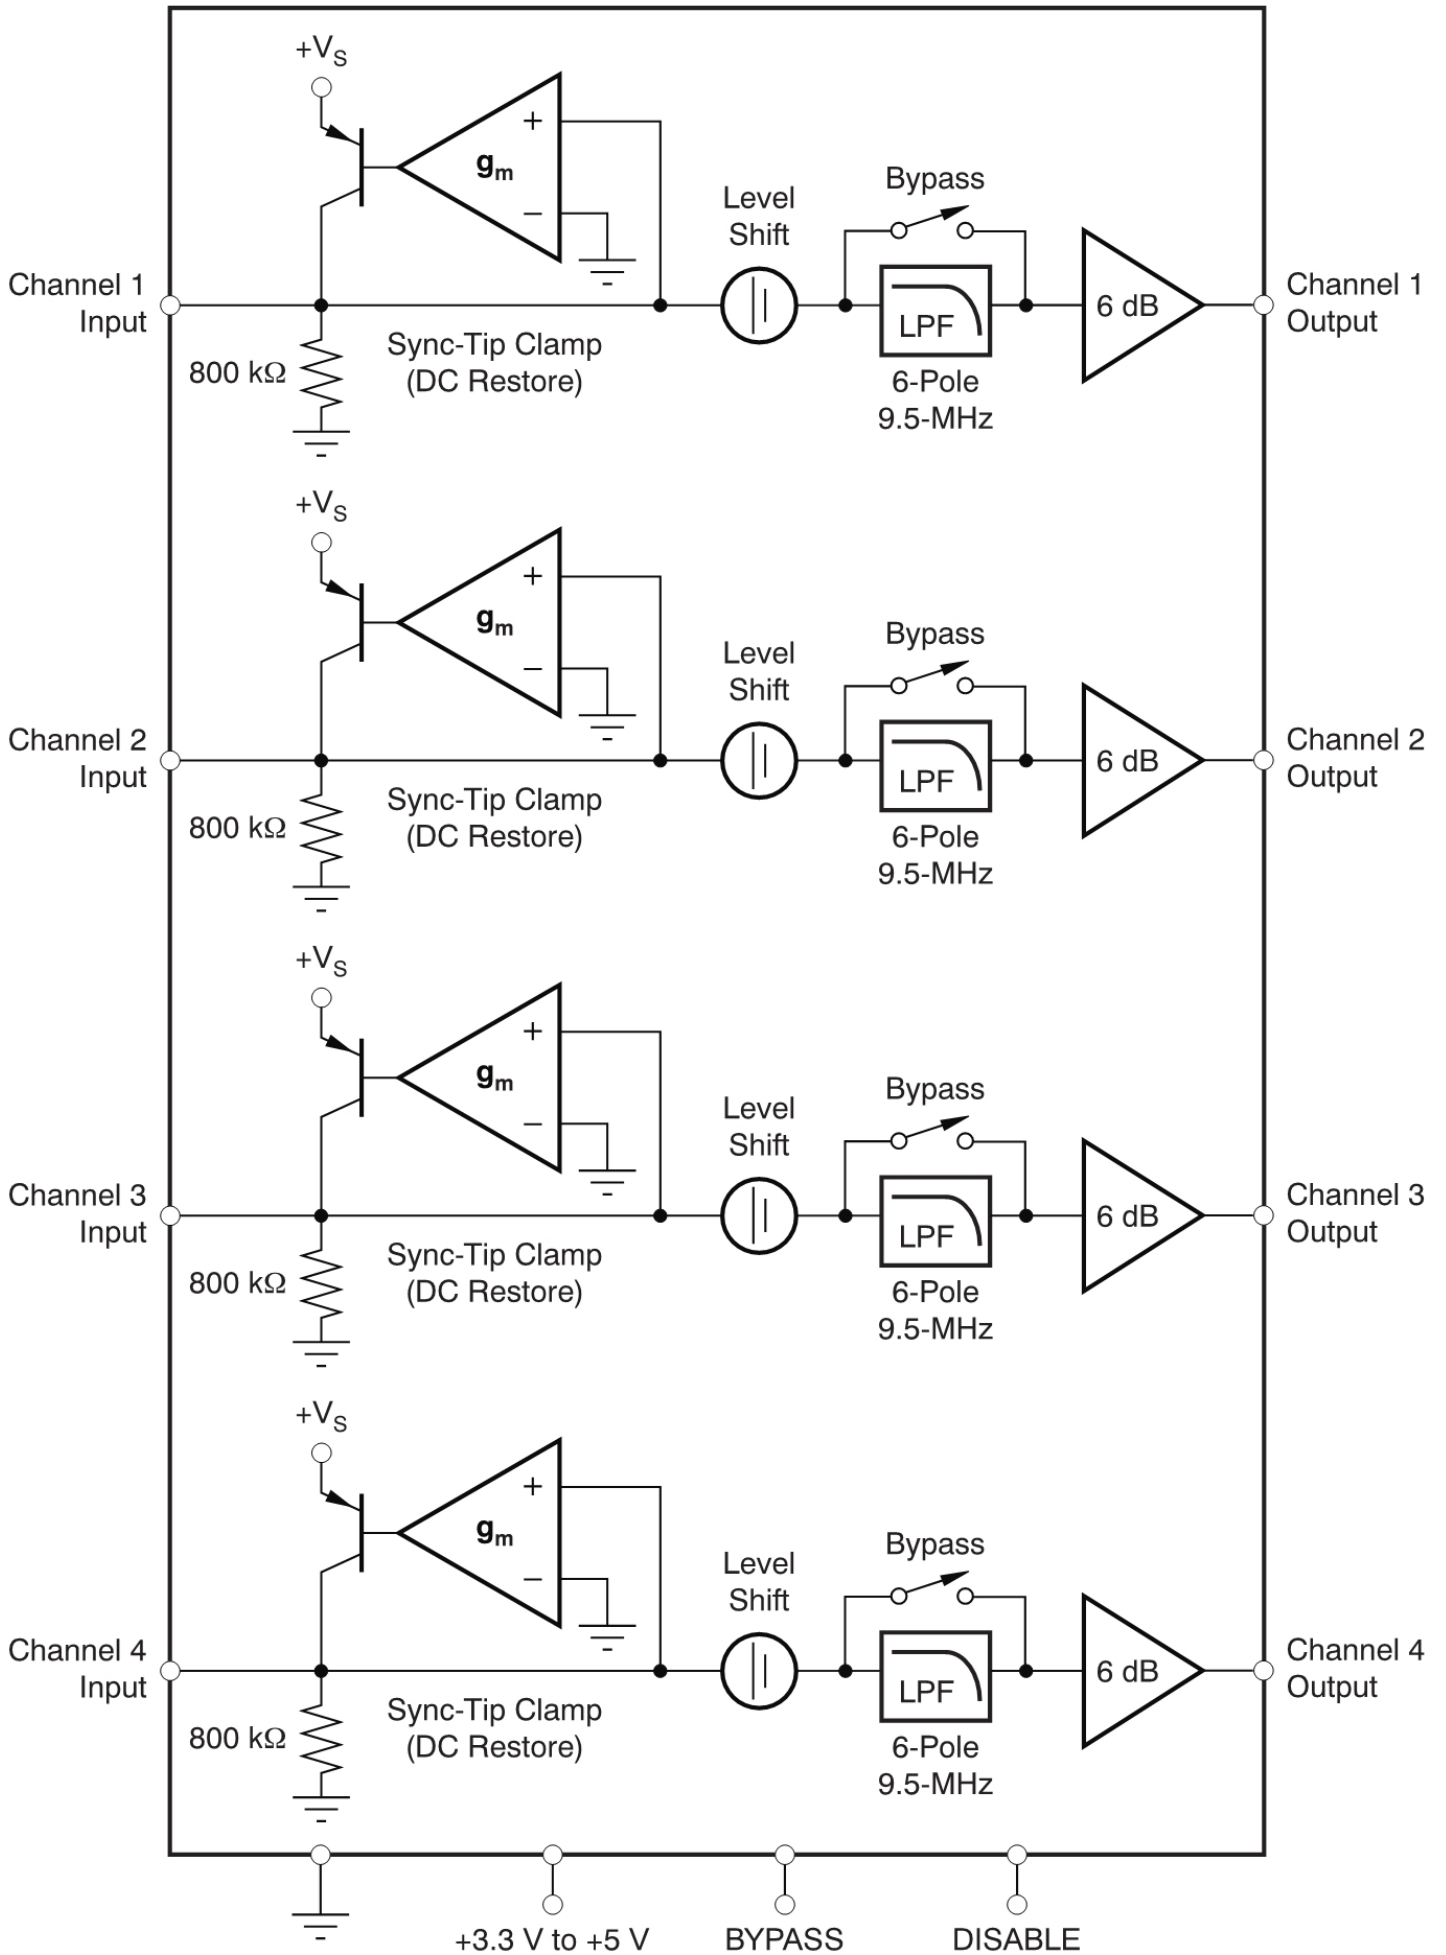 +VS
+
gm
−
Level
Shift
Bypass
Channel 1
Input
LPF
6 dB
Channel 1
Output
800 kΩ
Sync-Tip Clamp
(DC Restore)
6-Pole
9.5-MHz
+VS
+
gm
−
Level
Shift
Bypass
Channel 2
Input
LPF
6 dB
Channel 2
Output
800 kΩ
Sync-Tip Clamp
(DC Restore)
6-Pole
9.5-MHz
+VS
+
gm
−
Level
Shift
Bypass
Channel 3
Input
LPF
6 dB
Channel 3
Output
800 kΩ
Sync-Tip Clamp
(DC Restore)
6-Pole
9.5-MHz
+VS
+
gm
−
Level
Shift
Bypass
Channel 4
Input
LPF
6 dB
Channel 4
Output
800 kΩ
Sync-Tip Clamp
(DC Restore)
6-Pole
9.5-MHz
+3.3 V to +5 V
BYPASS
DISABLE